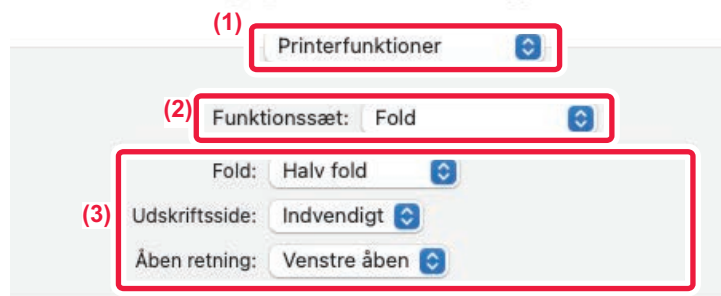 (1)
Printerfunktioner
(2) Funktionssæt: Fold
Fold: Halv fold
(3) Udskriftsside: Indvendigt
Åben retning: Venstre åben